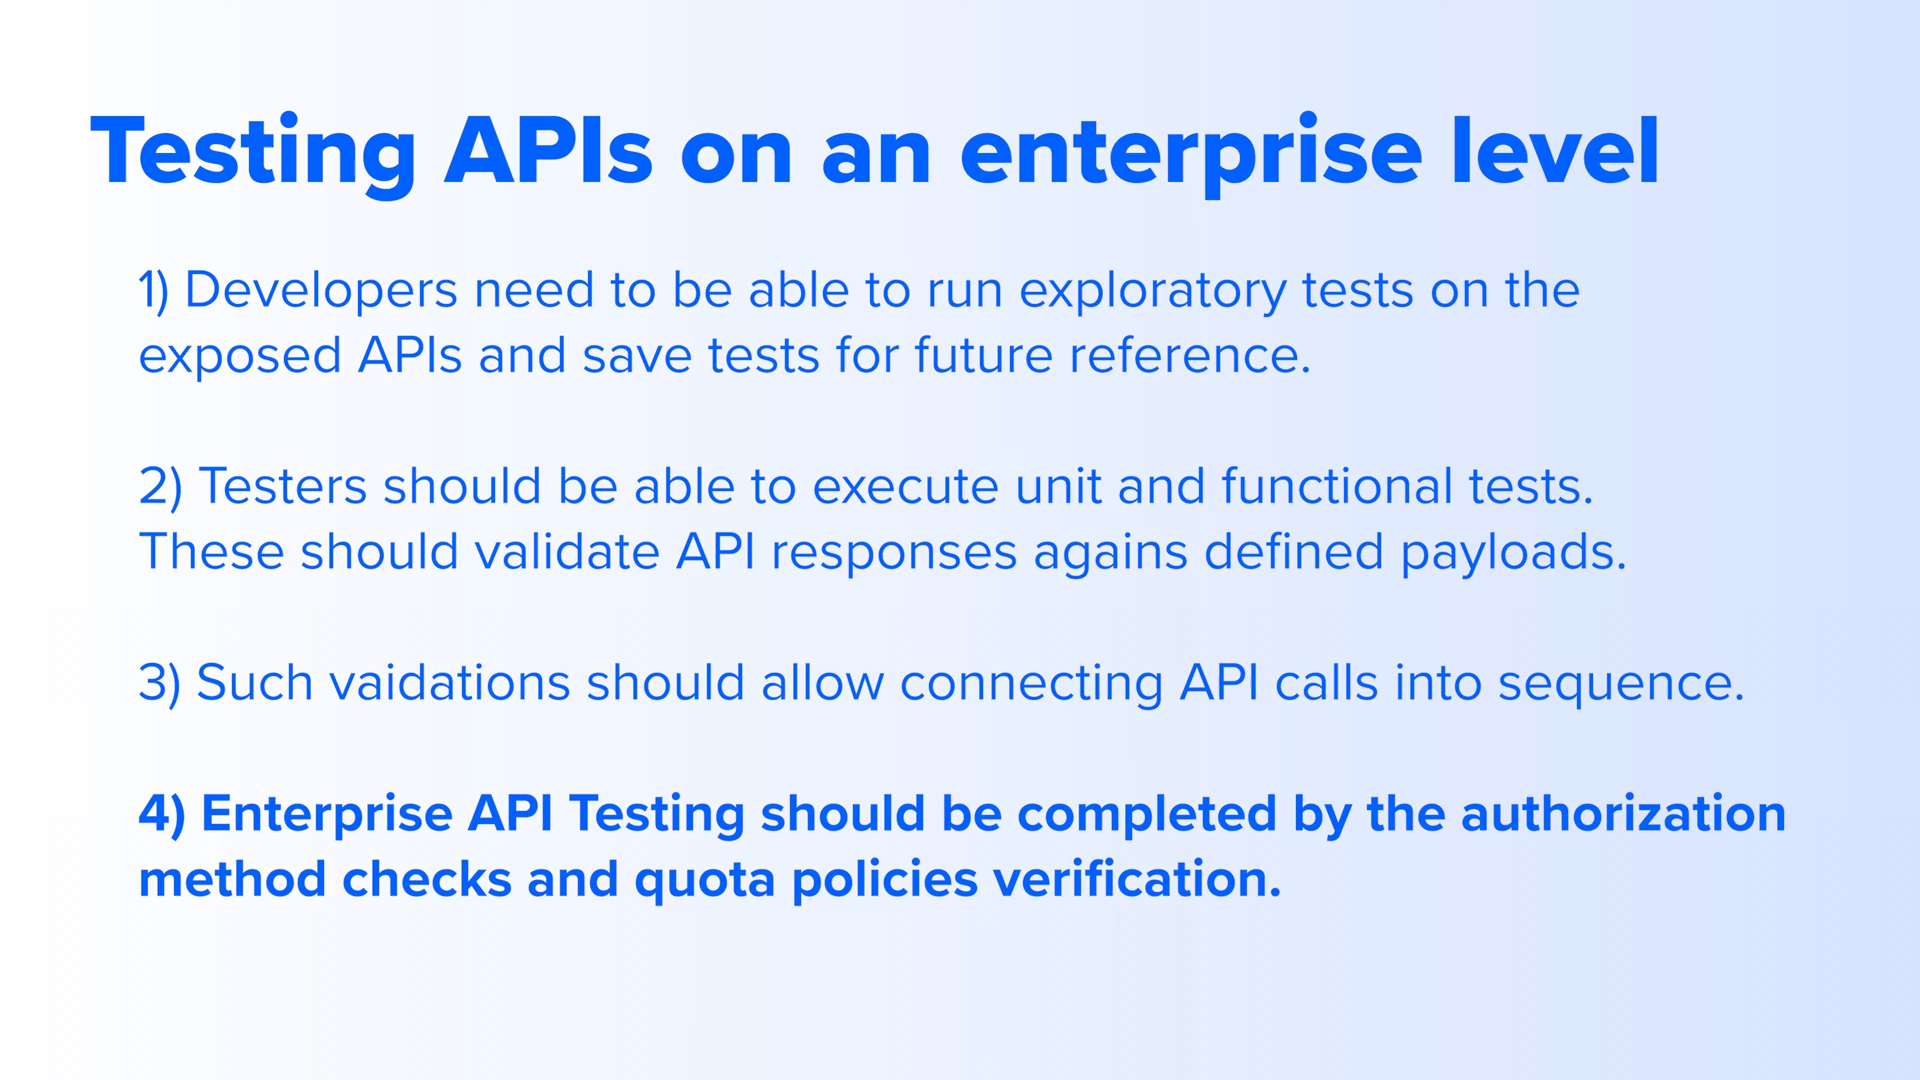 Testing APIs on an enterprise level
1) Developers need to be able to run exploratory tests on the
exposed APIs and save tests for future reference.
2) Testers should be able to execute unit and functional tests.
These should validate API responses agains defined payloads.
3) Such vaidations should allow connecting API calls into sequence.
4) Enterprise API Testing should be completed by the authorization
method checks and quota policies verification.